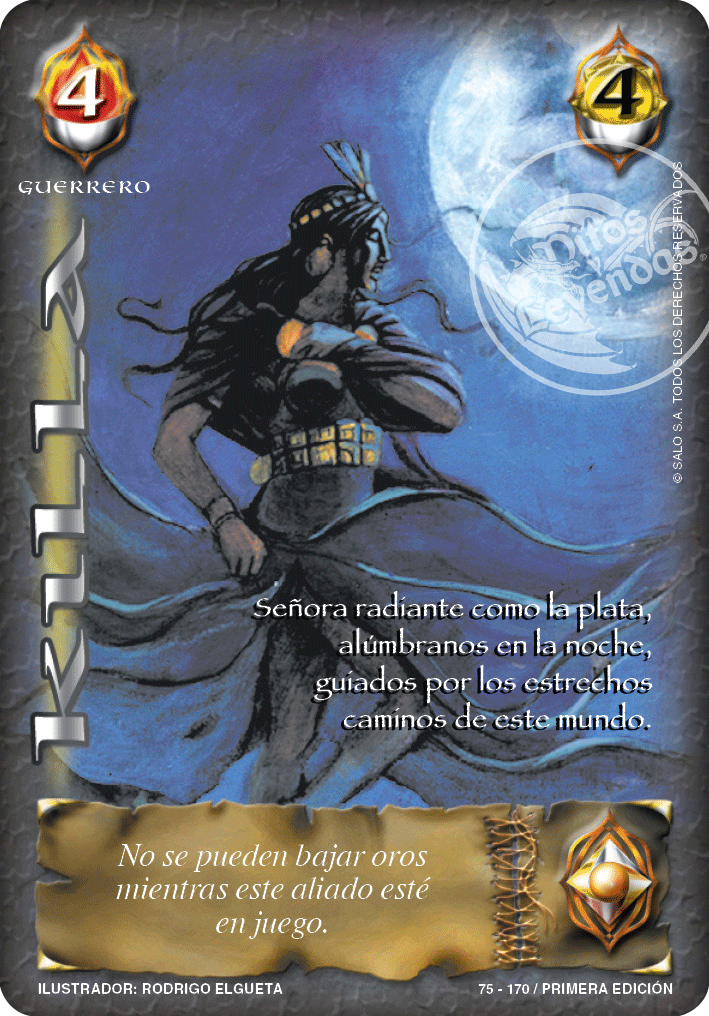 4
4
GUERRERO
KILLA
Mitos
y
Leyendas
®
© SALO S.A. TODOS LOS DERECHOS RESERVADOS
Señora radiante como la plata,
alúmbranos en la noche,
guiados por los estrechos
caminos de este mundo.
No se pueden bajar oros
mientras este aliado esté
en juego.
ILUSTRADOR: RODRIGO ELGUETA
75 - 170 / PRIMERA EDICIÓN